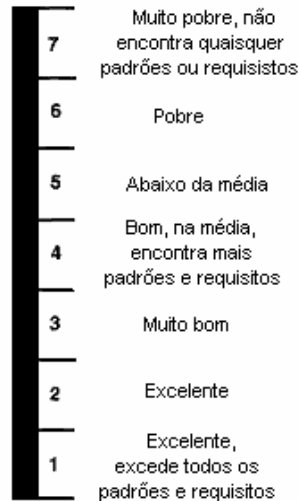 Muito pobre, não
7 encontra quaisquer
padrões ou requisistos
6 Pobre
5 Abaixo da média
Bom, na média,
4 encontra mais
padrões e requisitos
3 Muito bom
2 Excelente
Excelente,
1 excede todos os
padrões e requisitos